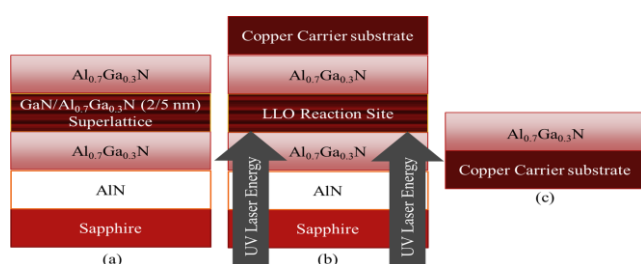 Al₀.₇Ga₀.₃N
GaN/Al₀.₇Ga₀.₃N (2/5 nm)
Superlattice
Al₀.₇Ga₀.₃N
AlN
Sapphire
(a)
Copper Carrier substrate
Al₀.₇Ga₀.₃N
LLO Reaction Site
Al₀.₇Ga₀.₃N
AlN
Sapphire
UV Laser Energy
UV Laser Energy
(b)
Al₀.₇Ga₀.₃N
Copper Carrier substrate
(c)